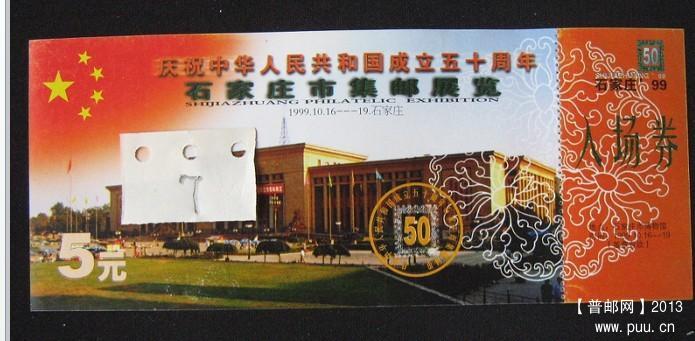 庆祝中华人民共和国成立五十周年
石家庄市集邮展览
SHIJIAZHUANG PHILATELIC EXHIBITION
1999.10.16---19.石家庄
7
5元
50
50
石家庄 99
入场券
【普邮网】2013
www.puu.cn